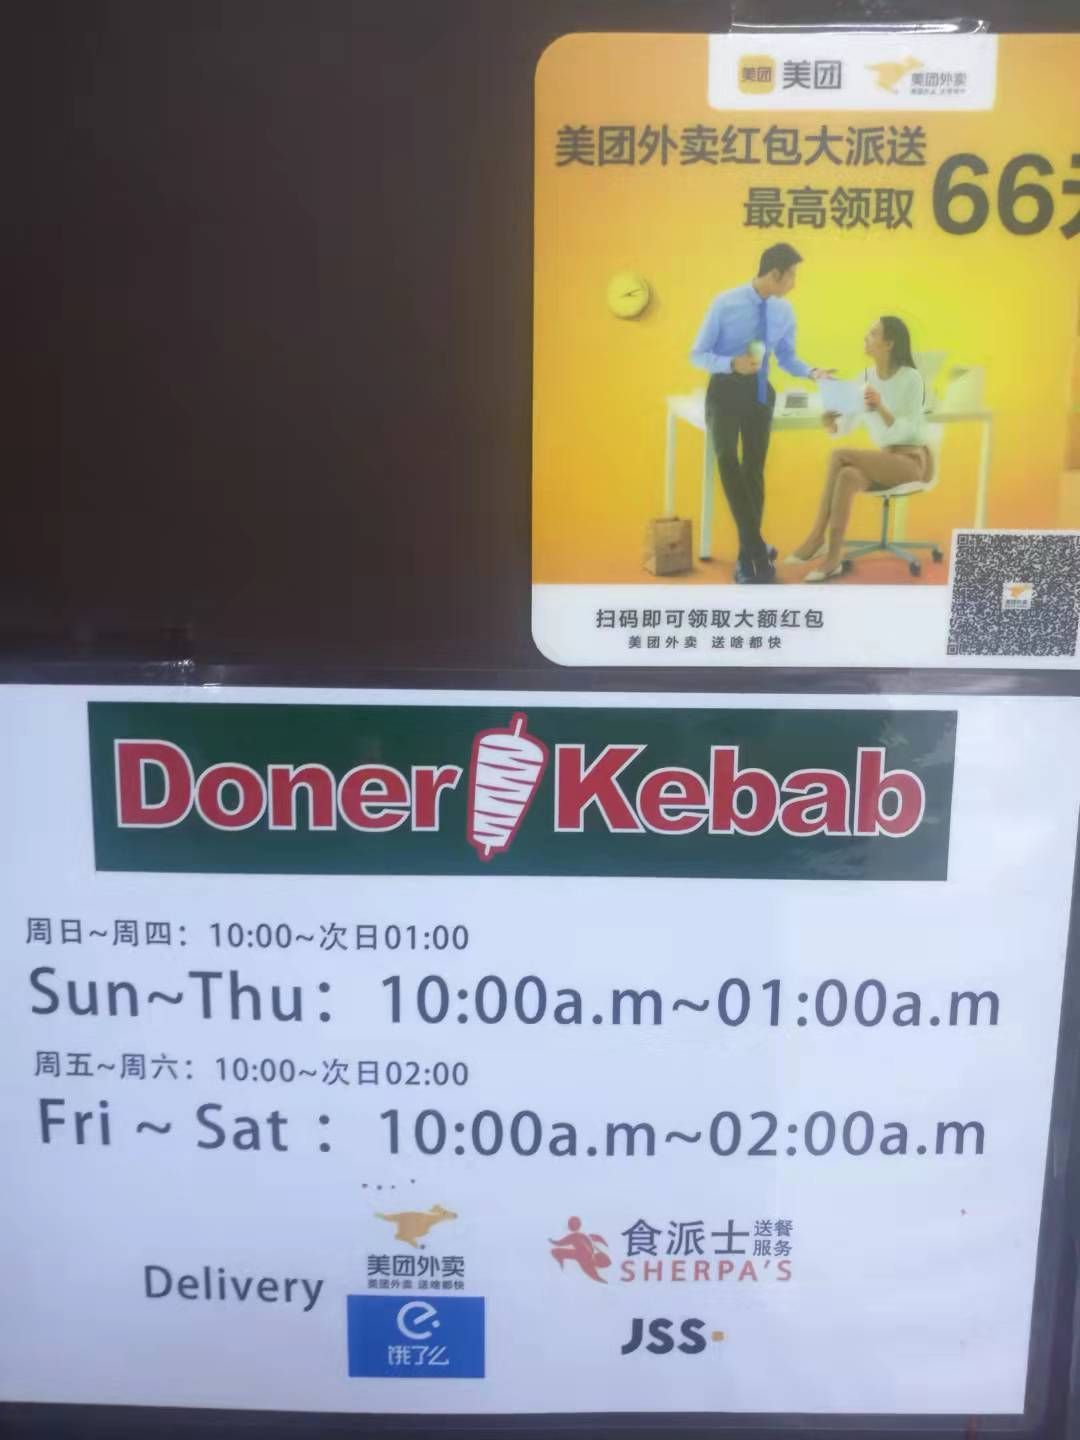 美团 美团 美团外卖
美团外卖红包大派送
最高领取 66元
扫码即可领取大额红包
美团外卖 送啥都快
Doner Kebab
周日~周四：10:00~次日01:00
Sun~Thu： 10:00a.m~01:00a.m
周五~周六：10:00~次日02:00
Fri ~ Sat ： 10:00a.m~02:00a.m
Delivery
美团外卖
美团外卖 送啥都快
饿了么
食派士 送餐服务
SHERPA'S
JSS